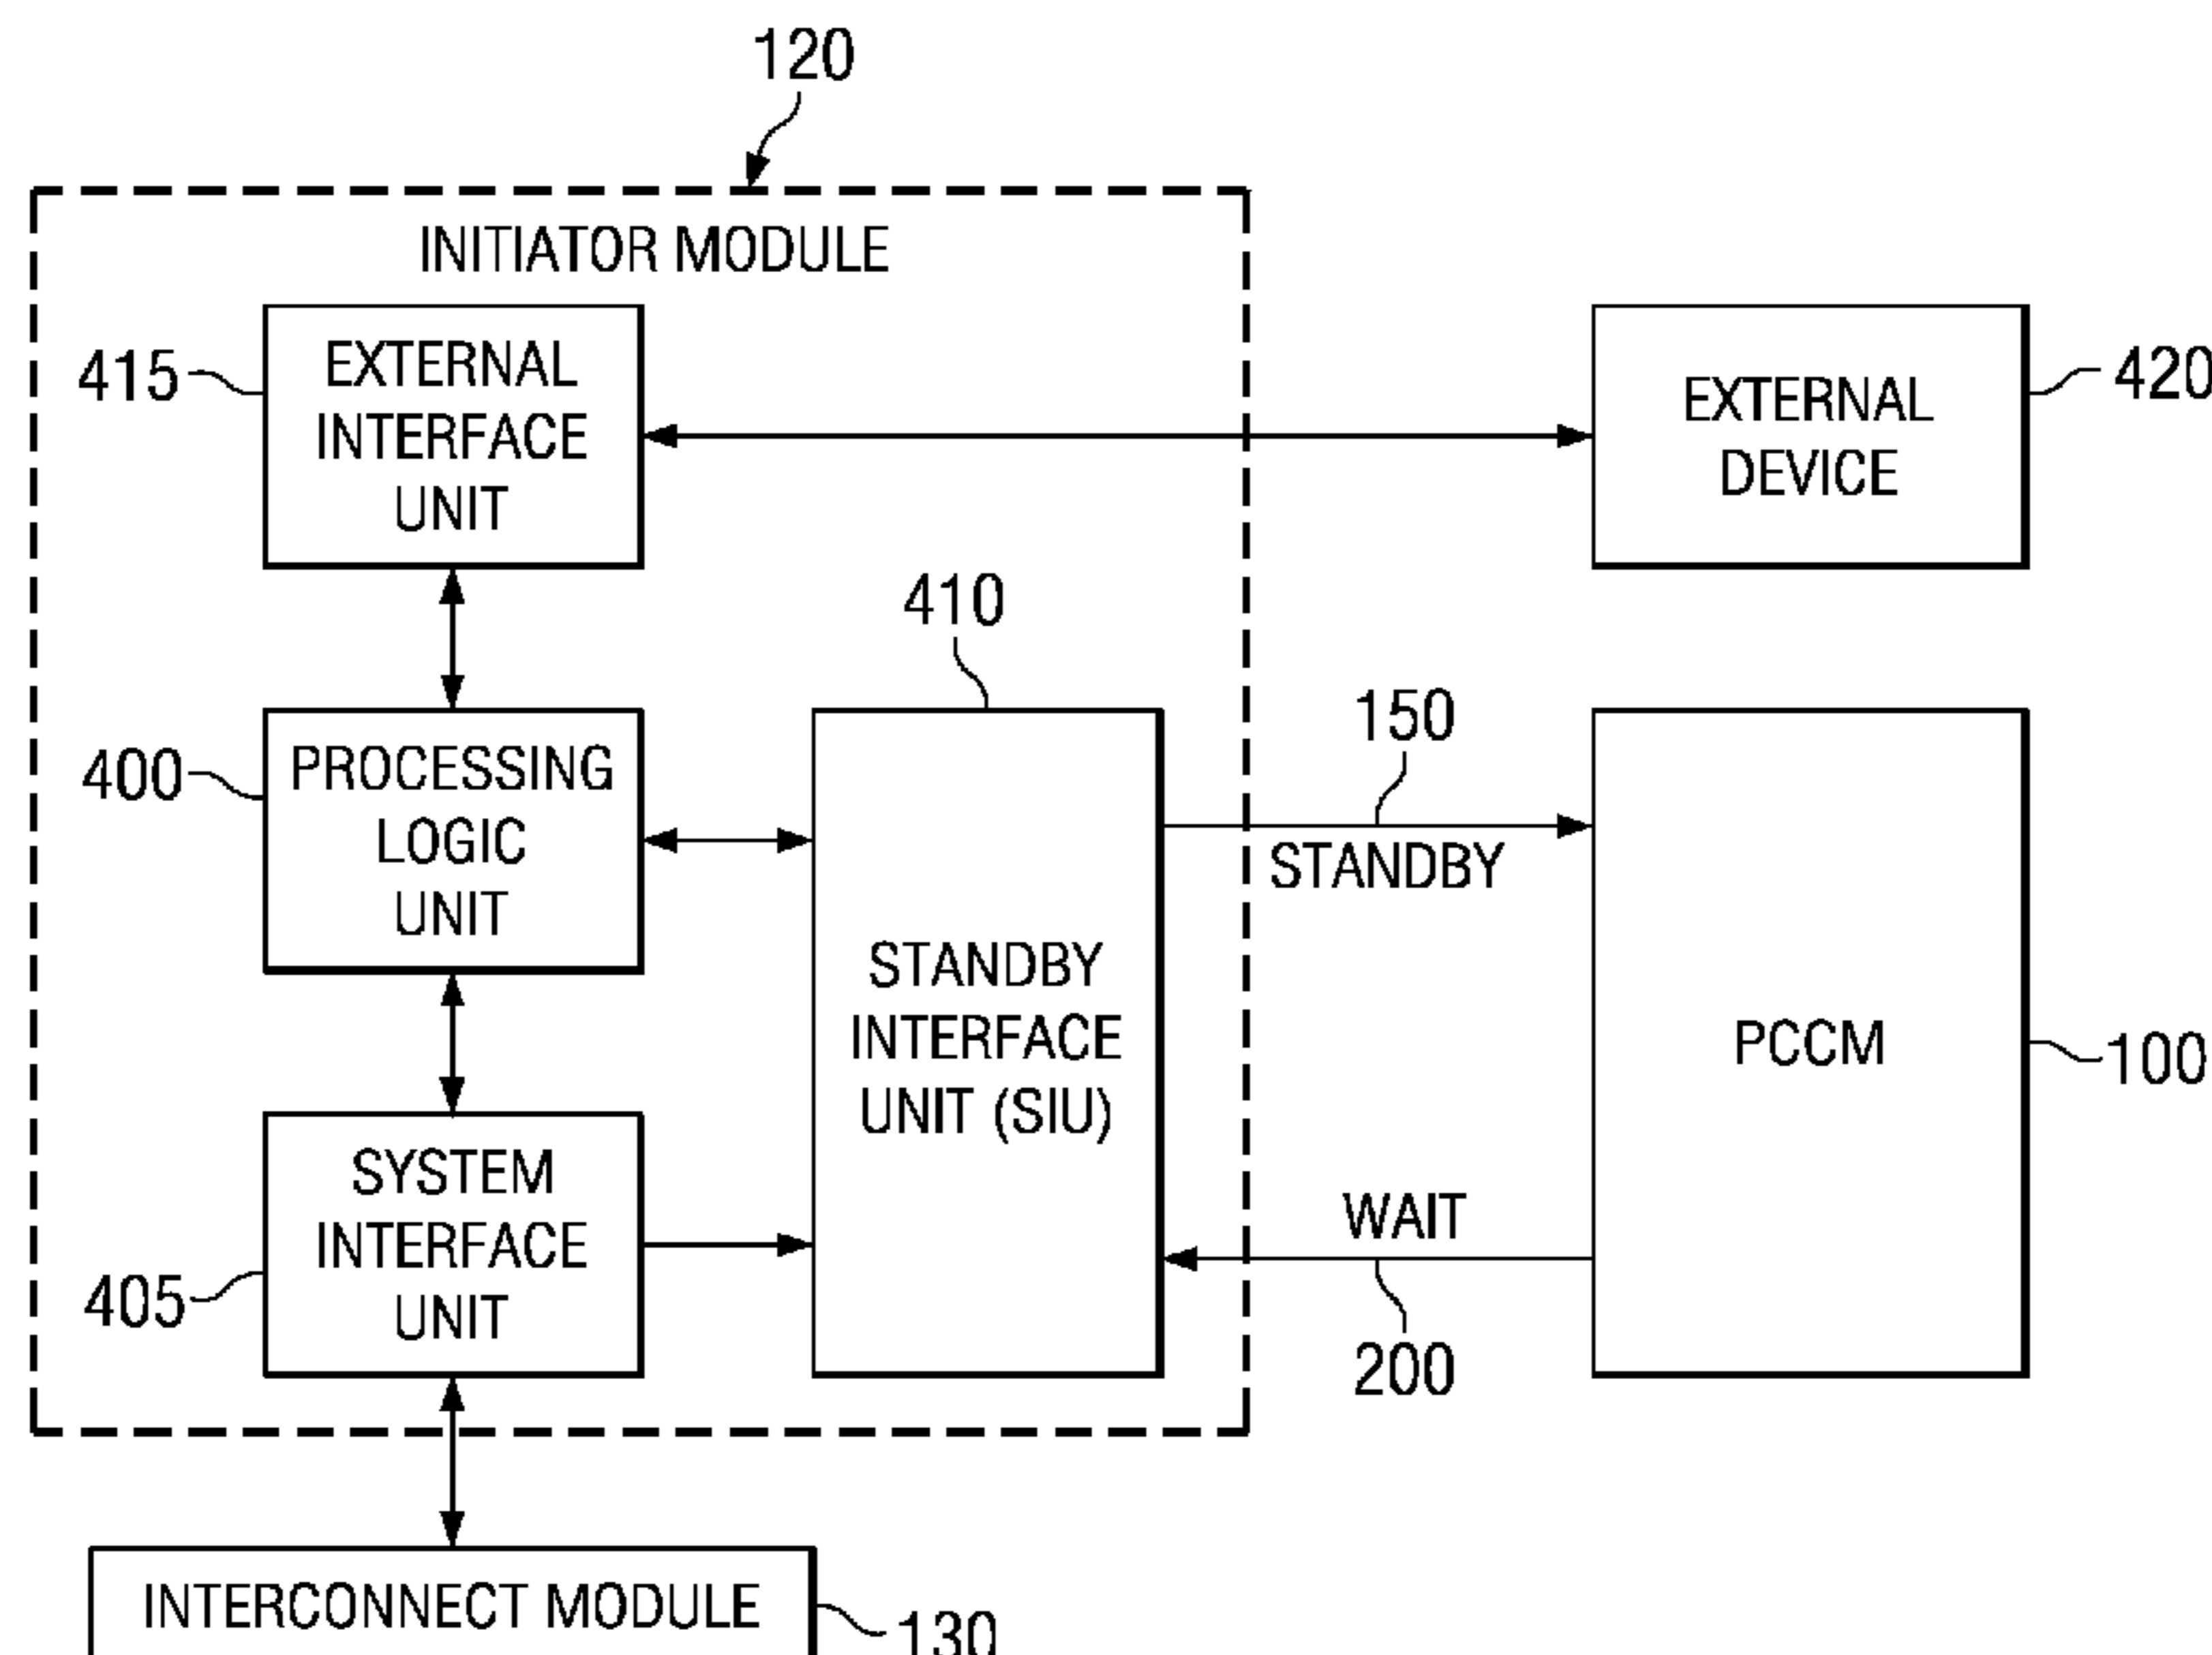 120
INITIATOR MODULE
415
EXTERNAL
INTERFACE
UNIT
EXTERNAL
DEVICE
420
410
400
PROCESSING
LOGIC
UNIT
150
STANDBY
STANDBY
INTERFACE
UNIT (SIU)
PCCM
100
405
SYSTEM
INTERFACE
UNIT
WAIT
200
INTERCONNECT MODULE
130